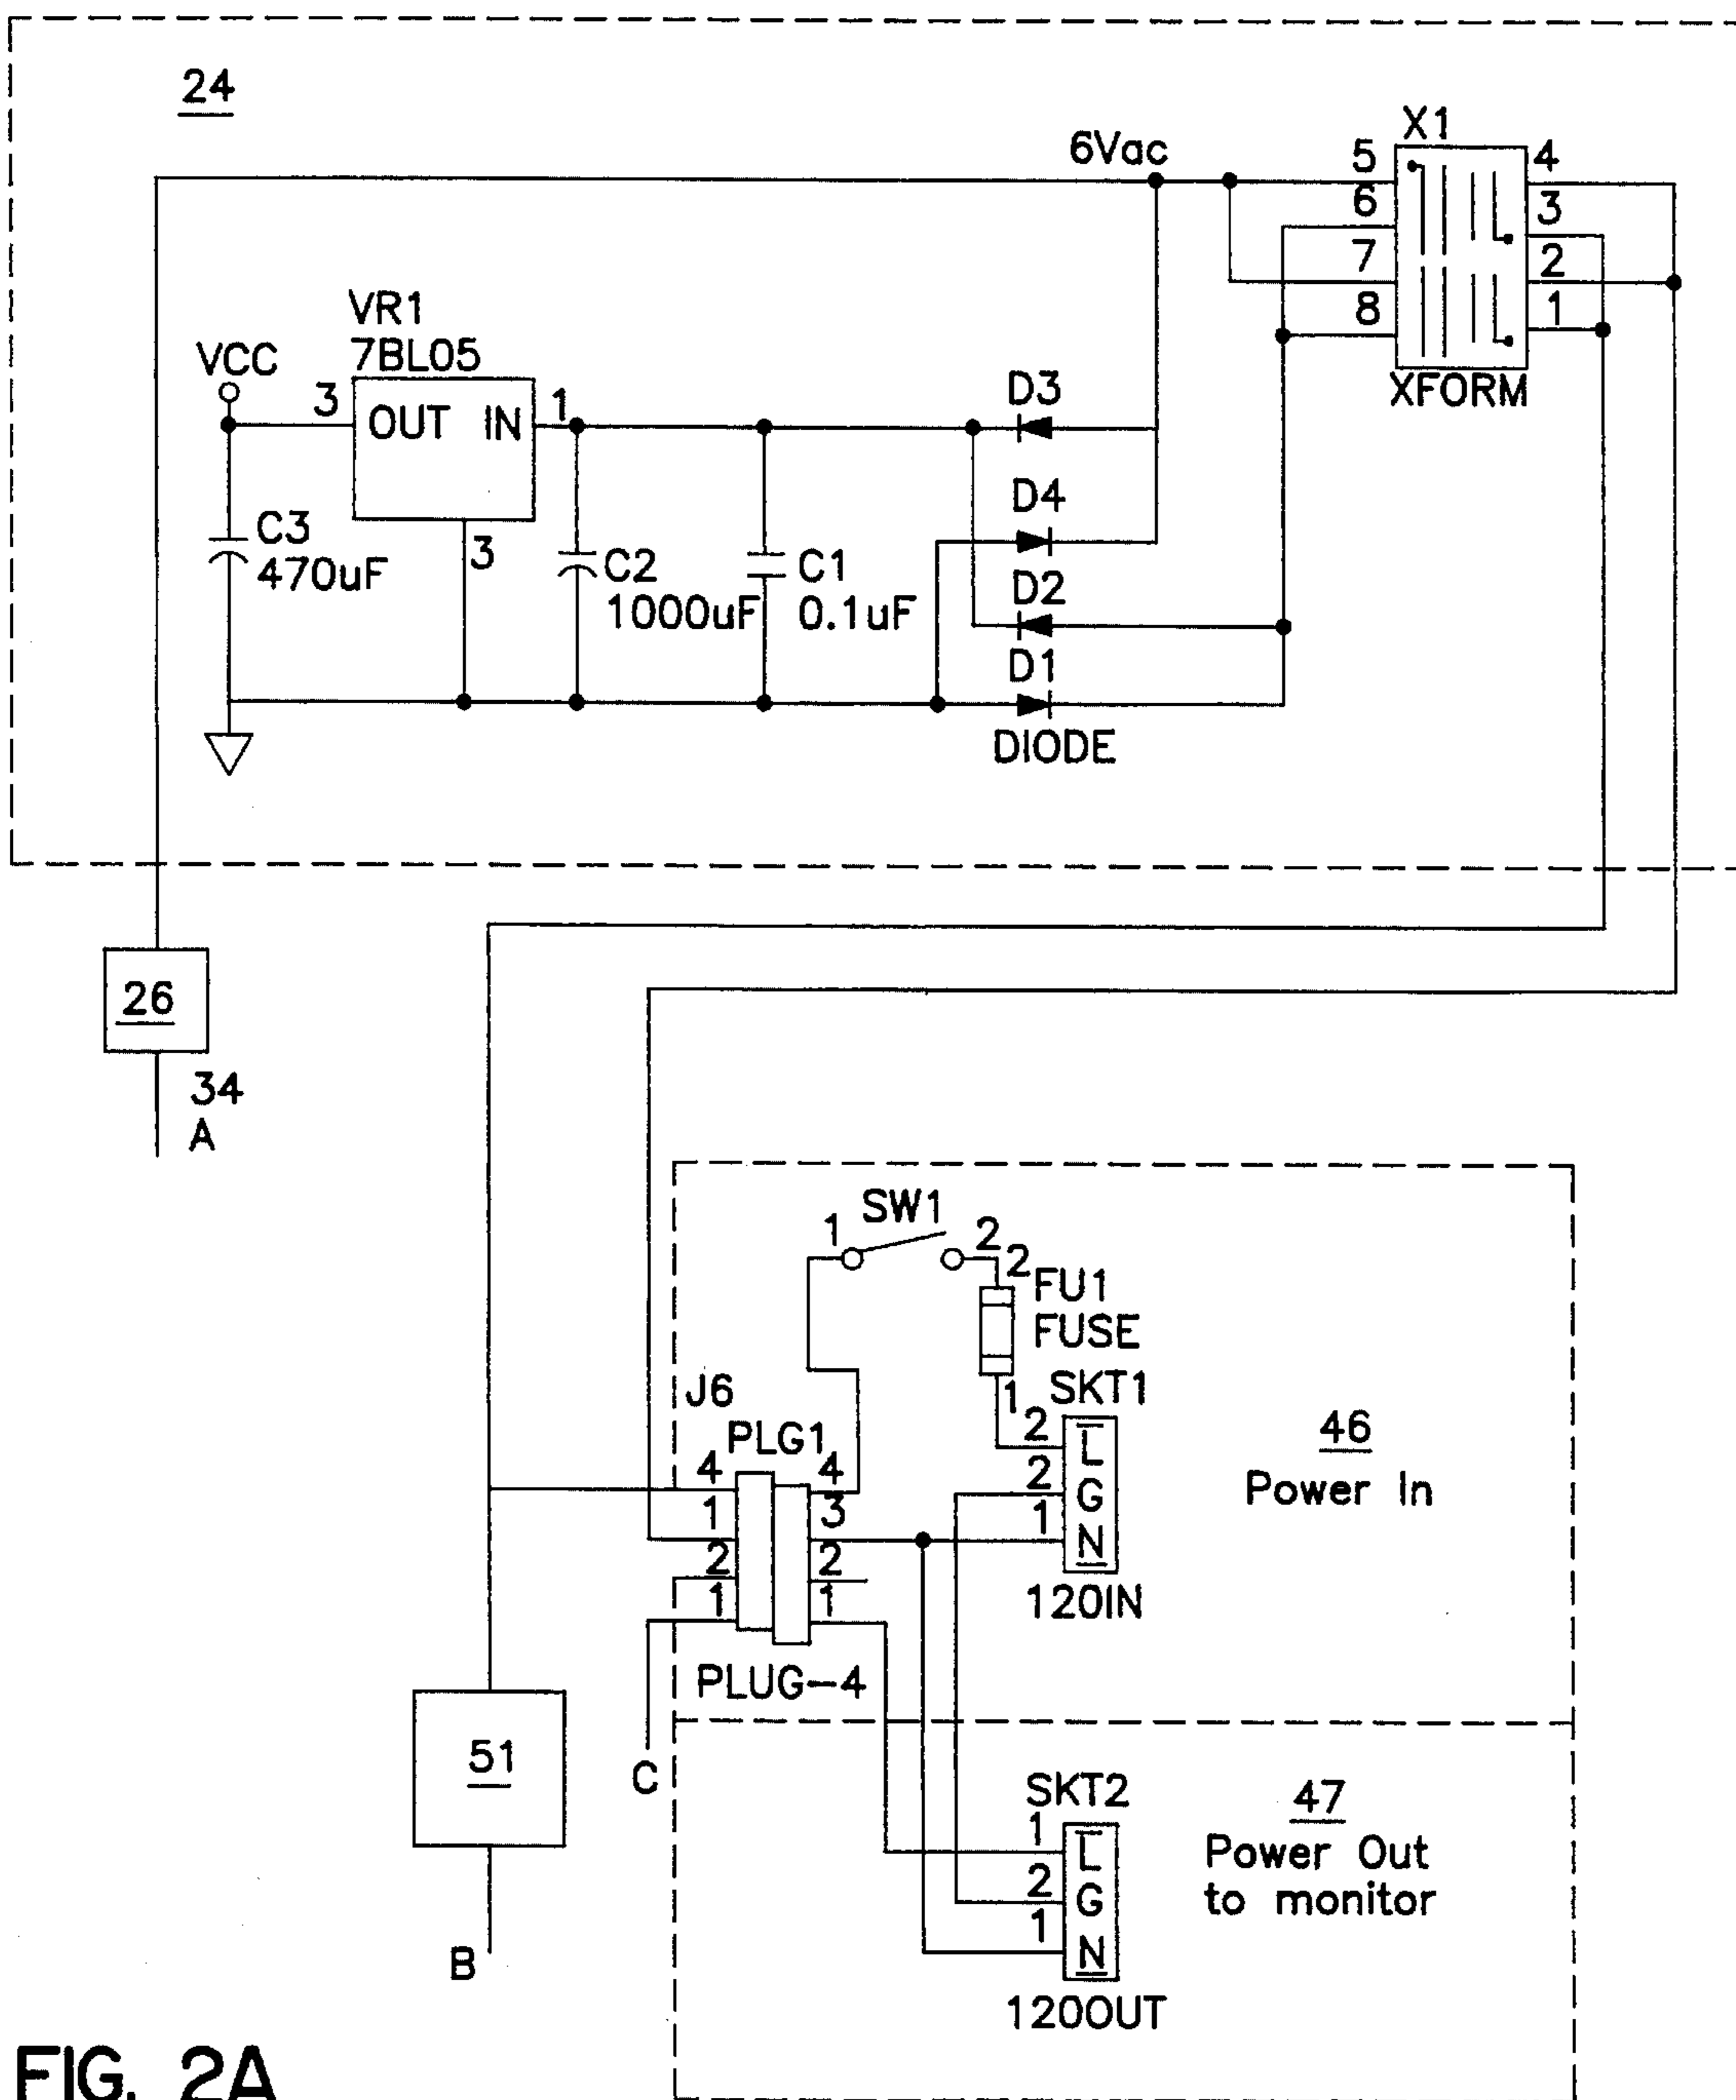 24
X1
6Vac
5 4
6 3
7 2
8 1
XFORM
VR1
7BL05
VCC
3 OUT IN 1
3
C3
470uF
C2
1000uF
C1
0.1uF
D3
D4
D2
D1
DIODE
26
34
A
SW1
1 2
2
FU1
FUSE
1
SKT1
J6
PLG1
4 4
1 3
2 2
1 1
PLUG-4
2 L
2 G
1 N
120IN
46
Power In
51
C
B
SKT2
1 L
2 G
1 N
120OUT
47
Power Out
to monitor
FIG. 2A